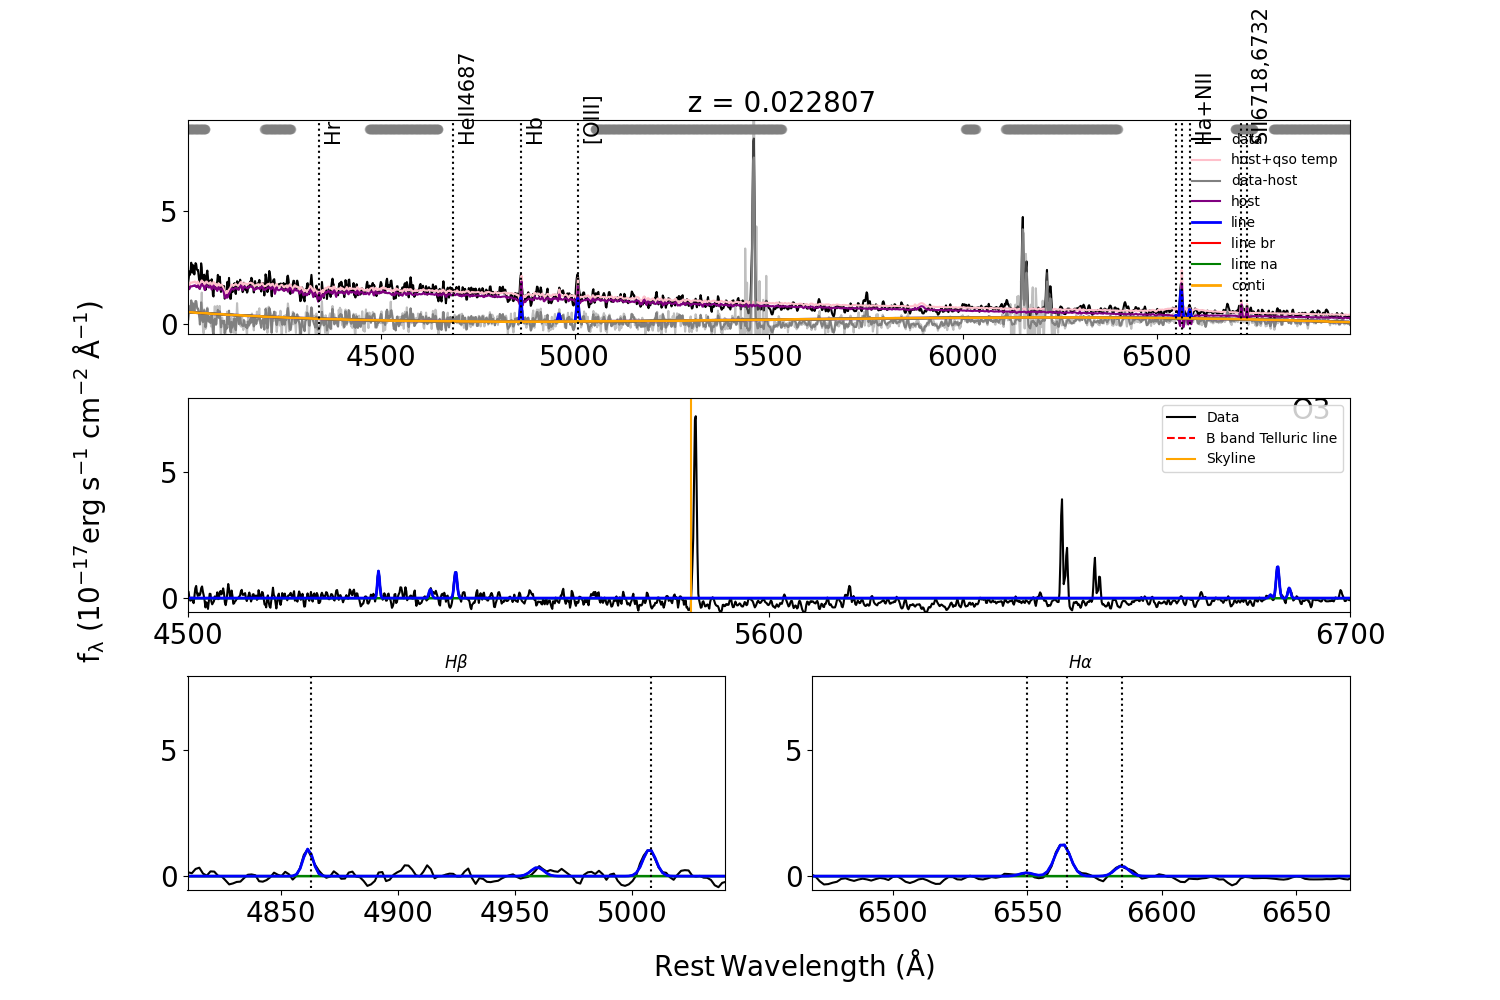 z = 0.022807
Hr
HeII4687
Hb
[OIII]
Ha+NII
SII6718,6732
data
host+qso temp
data-host
host
line
line br
line na
conti
5
0
4500
5000
5500
6000
6500
O3
Data
B band Telluric line
Skyline
5
0
4500
5600
6700
fλ (10⁻¹⁷erg s⁻¹ cm⁻² Å⁻¹)
Hβ
5
0
4850
4900
4950
5000
Hα
5
0
6500
6550
6600
6650
Rest Wavelength (Å)